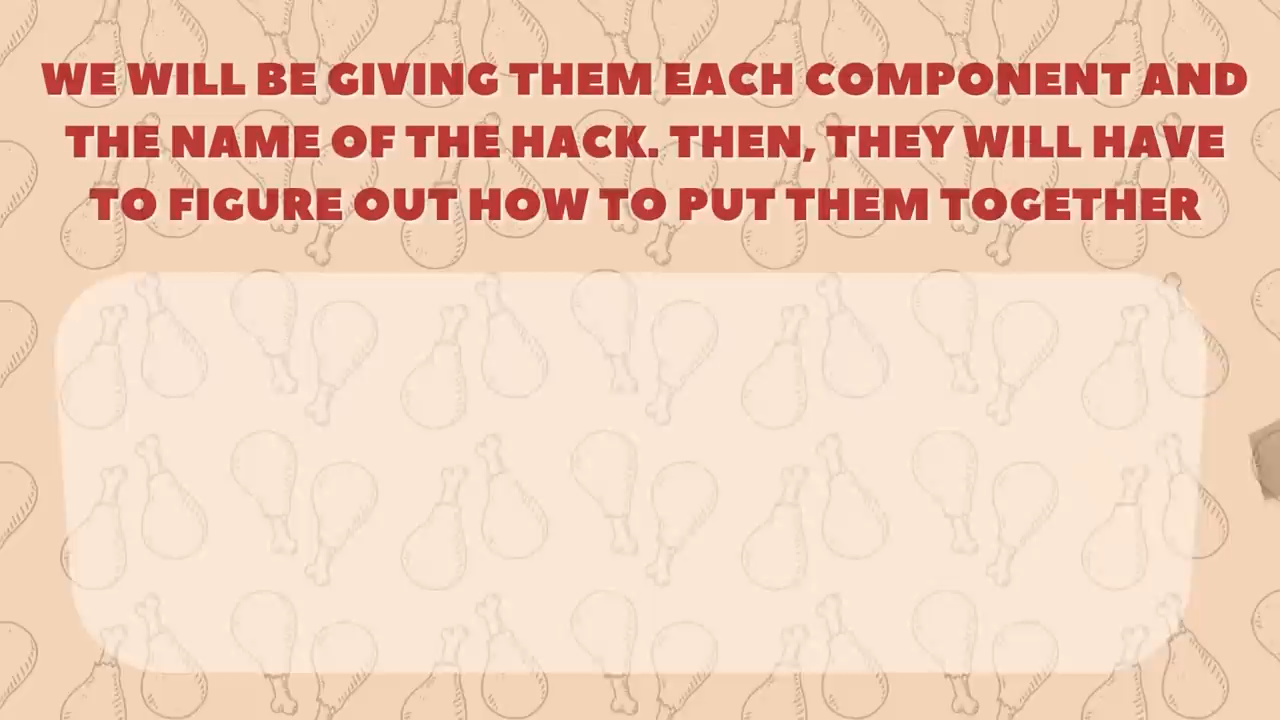 WE WILL BE GIVING THEM EACH COMPONENT AND
THE NAME OF THE HACK. THEN, THEY WILL HAVE
TO FIGURE OUT HOW TO PUT THEM TOGETHER